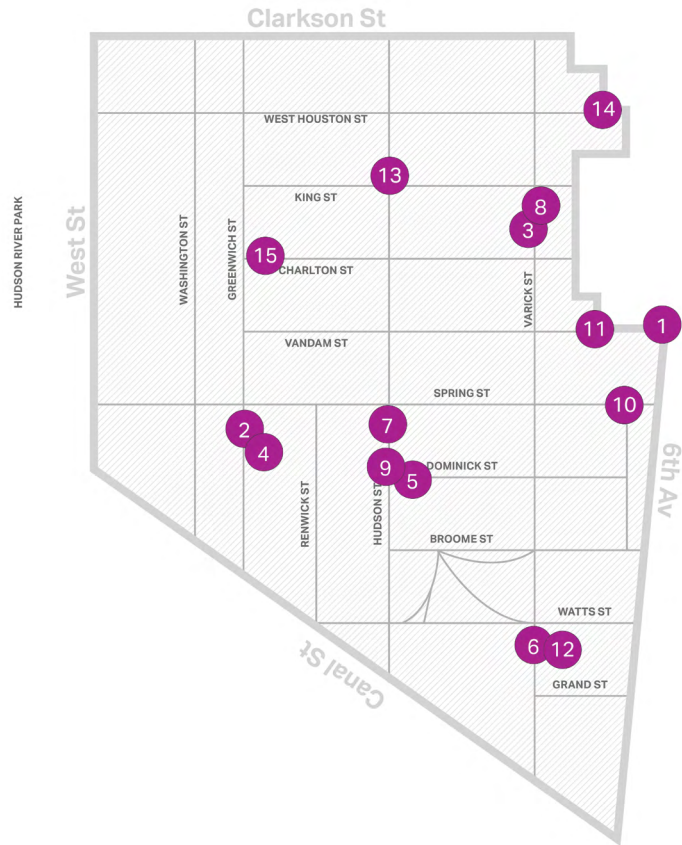 Clarkson St
14
WEST HOUSTON ST
13
KING ST
8
3
HUDSON RIVER PARK
West St
WASHINGTON ST
GREENWICH ST
15
CHARLTON ST
VARICK ST
11
1
VANDAM ST
SPRING ST
10
2
4
7
9
5
DOMINICK ST
6th Av
RENWICK ST
HUDSON ST
BROOME ST
WATTS ST
6
12
Canal St
GRAND ST